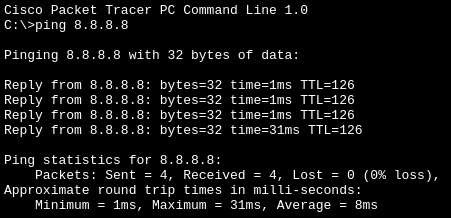 Cisco Packet Tracer PC Command Line 1.0
C:\>ping 8.8.8.8
Pinging 8.8.8.8 with 32 bytes of data:
Reply from 8.8.8.8: bytes=32 time=1ms TTL=126
Reply from 8.8.8.8: bytes=32 time=1ms TTL=126
Reply from 8.8.8.8: bytes=32 time=1ms TTL=126
Reply from 8.8.8.8: bytes=32 time=31ms TTL=126
Ping statistics for 8.8.8.8:
    Packets: Sent = 4, Received = 4, Lost = 0 (0% loss),
Approximate round trip times in milli-seconds:
    Minimum = 1ms, Maximum = 31ms, Average = 8ms